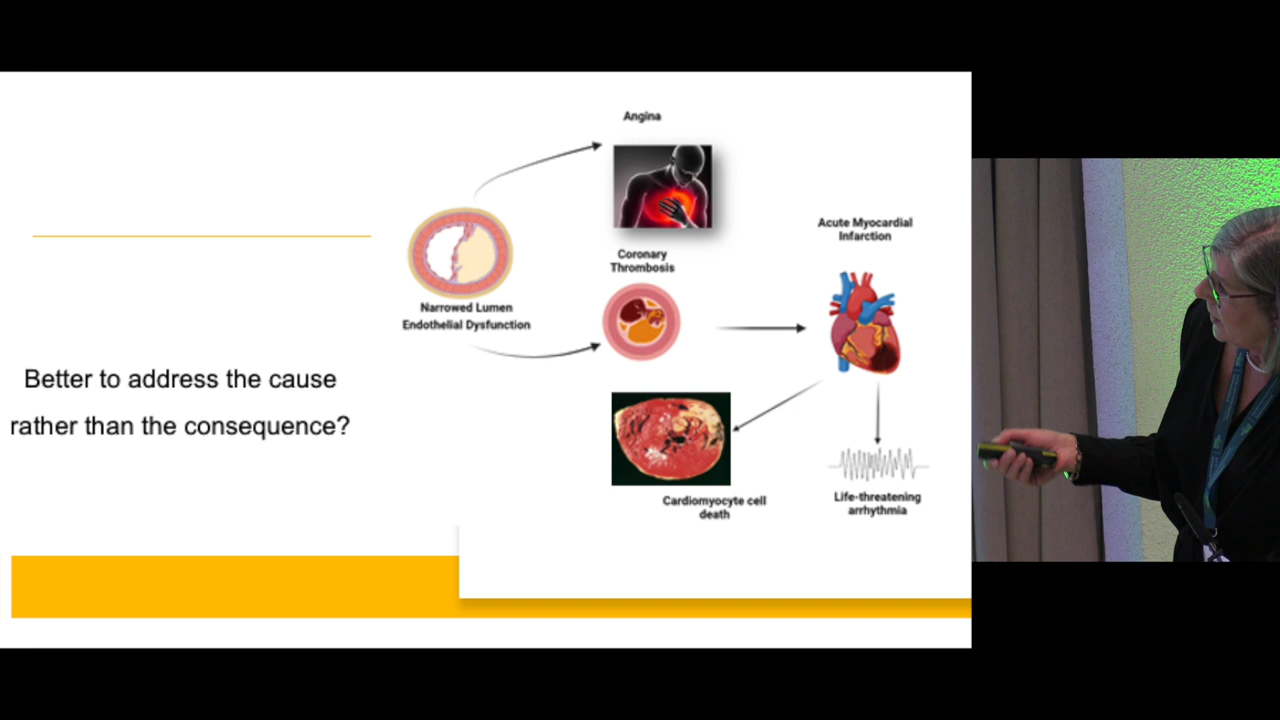 Better to address the cause
rather than the consequence?
Angina
Narrowed Lumen
Endothelial Dysfunction
Coronary
Thrombosis
Acute Myocardial
Infarction
Cardiomyocyte cell
death
Life-threatening
arrhythmia